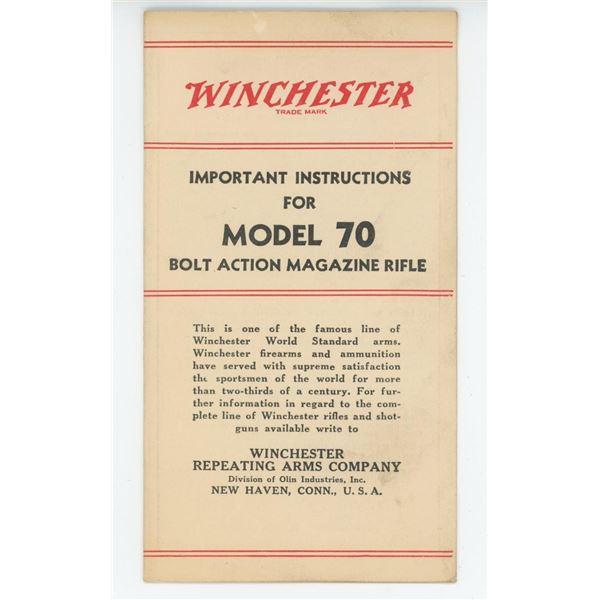 WINCHESTER
TRADE MARK
IMPORTANT INSTRUCTIONS
FOR
MODEL 70
BOLT ACTION MAGAZINE RIFLE
This is one of the famous line of
Winchester World Standard arms.
Winchester firearms and ammunition
have served with supreme satisfaction
the sportsmen of the world for more
than two-thirds of a century. For fur-
ther information in regard to the com-
plete line of Winchester rifles and shot-
guns available write to
WINCHESTER
REPEATING ARMS COMPANY
Division of Olin Industries, Inc.
NEW HAVEN, CONN., U. S. A.